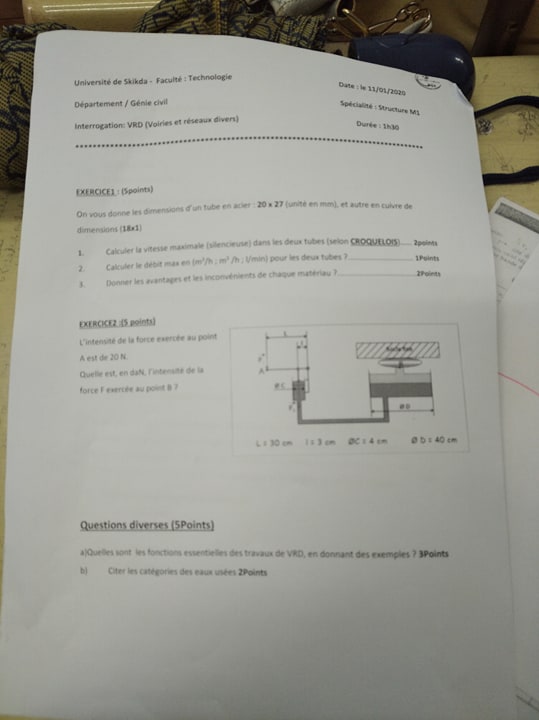 Université de Skikda - Faculté : Technologie
Date : le 11/01/2020
Département / Génie civil
Spécialité : Structure M1
Interrogation: VRD (Voiries et réseaux divers)
Durée : 1h30
EXERCICE1 : (5points)
On vous donne les dimensions d'un tube en acier : 20 x 27 (unité en mm), et autre en cuivre de
dimensions (18x1)
1. Calculer la vitesse maximale (silencieuse) dans les deux tubes (selon CROQUELOIS)..... 2points
2. Calculer le débit max en (m³/h ; m³ /h ; l/min) pour les deux tubes ?........................ 1Points
3. Donner les avantages et les inconvénients de chaque matériau ?........................ 2Points
EXERCICE2 :(5 points)
L'intensité de la force exercée au point
A est de 20 N.
Quelle est, en daN, l'intensité de la
force F exercée au point B ?
L
A
ØC
Ø D
L = 30 cm l = 3 cm ØC = 4 cm Ø b = 40 cm
Questions diverses (5Points)
a)Quelles sont les fonctions essentielles des travaux de VRD, en donnant des exemples ? 3Points
b) Citer les catégories des eaux usées 2Points